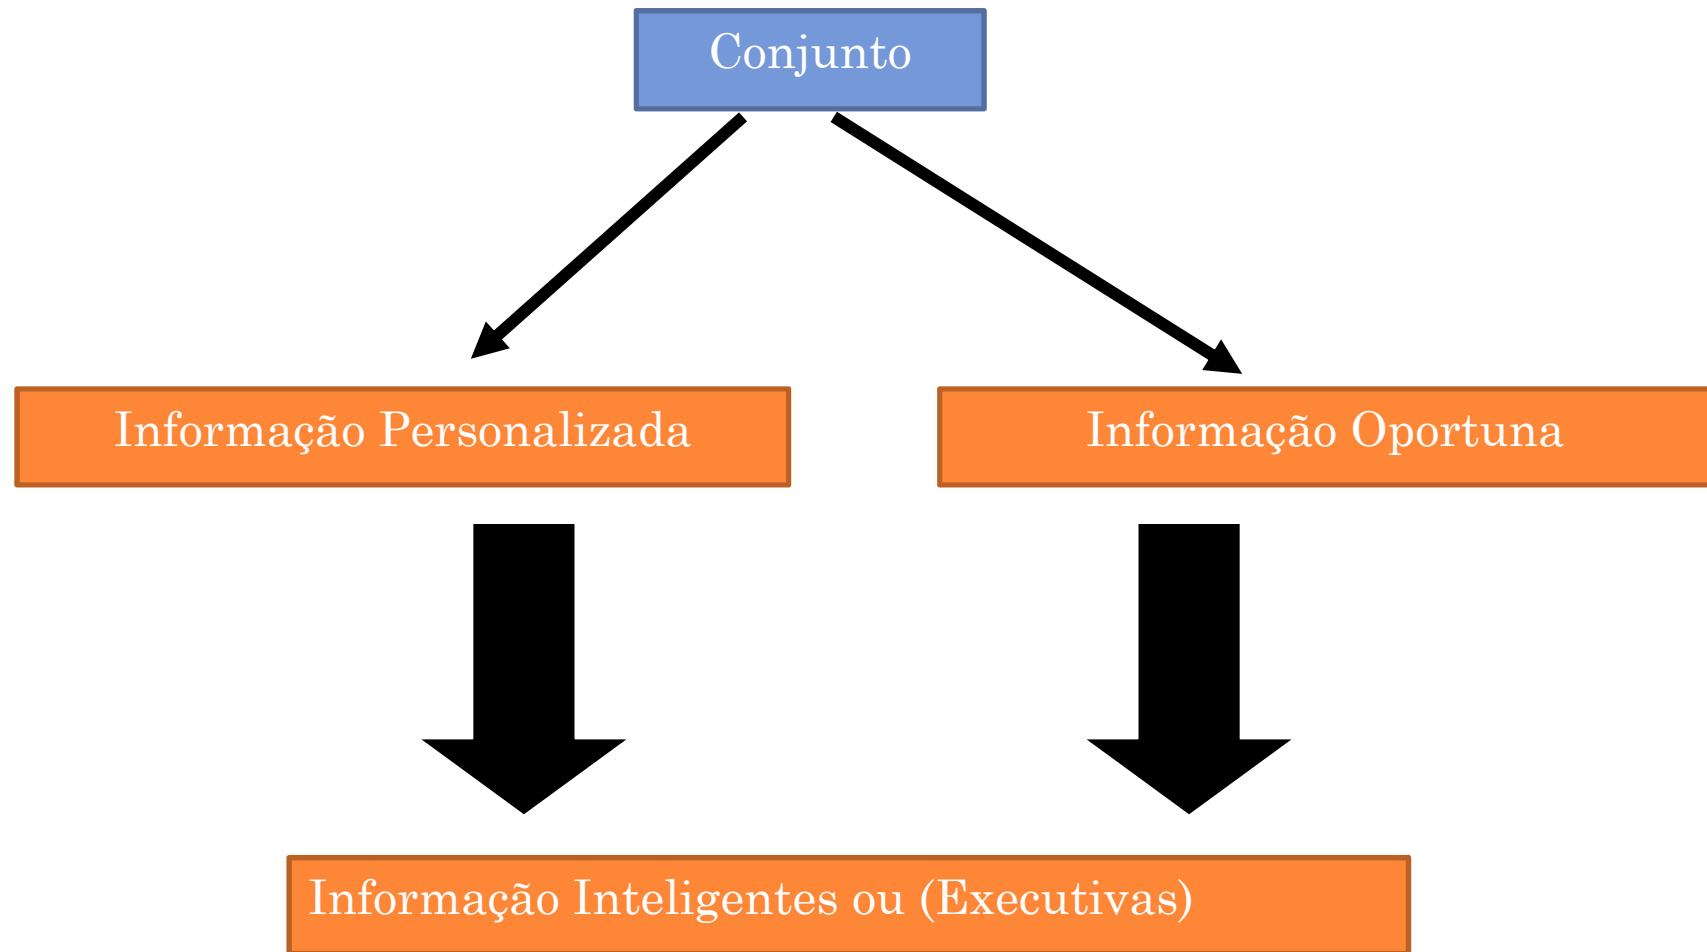 Conjunto
Informação Personalizada
Informação Oportuna
Informação Inteligentes ou (Executivas)